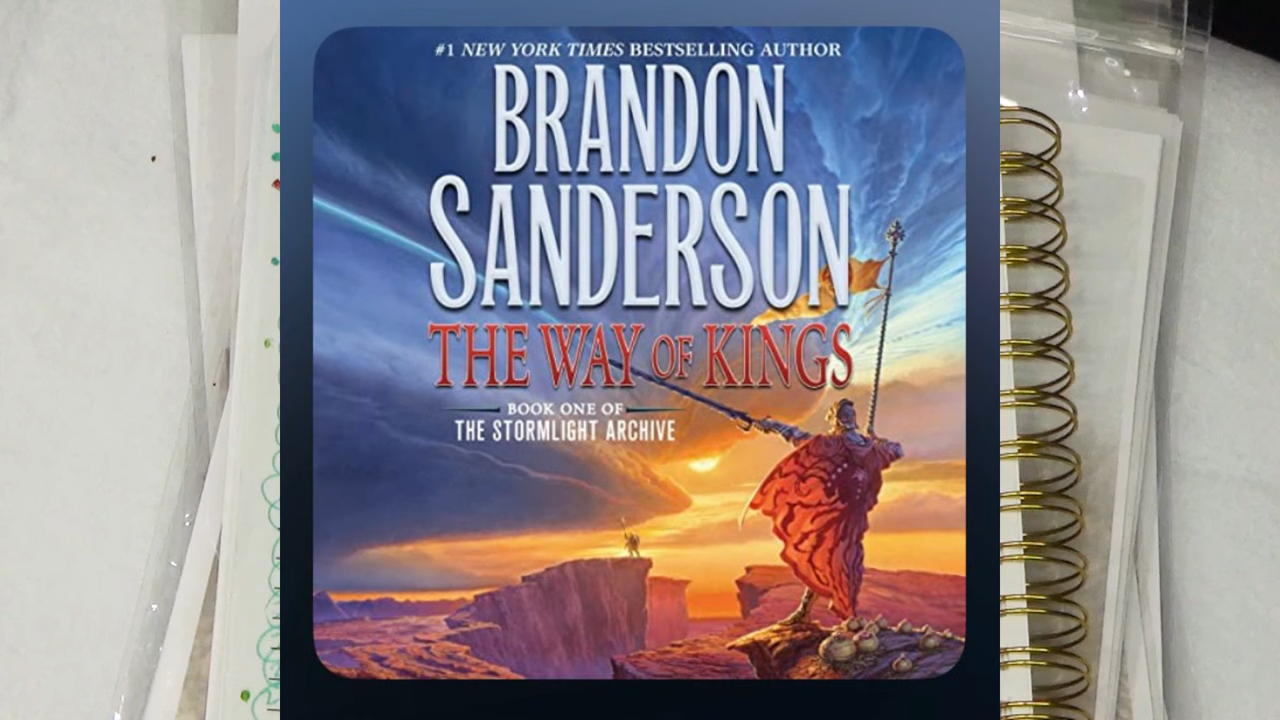 #1 NEW YORK TIMES BESTSELLING AUTHOR
BRANDON
SANDERSON
THE WAY OF KINGS
BOOK ONE OF
THE STORMLIGHT ARCHIVE